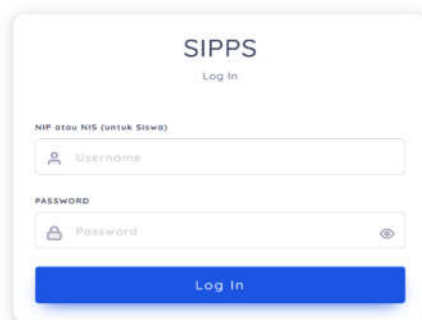 SIPPS
Log In
NIP atau NIS (untuk Siswa)
Username
PASSWORD
Password
Log In